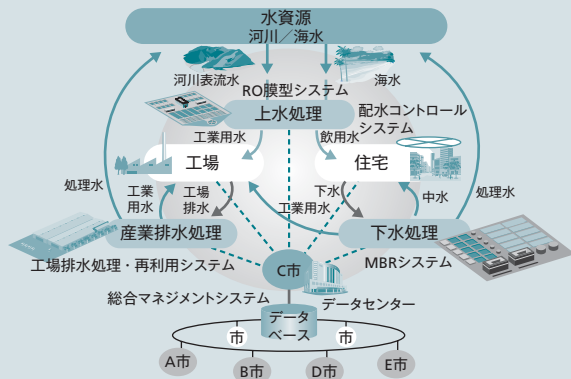 水資源
河川／海水
河川表流水
海水
RO膜型システム
上水処理
配水コントロール
システム
工業用水
飲用水
工場
住宅
処理水
工業
用水
工場
排水
下水
工業用水
中水
処理水
産業排水処理
下水処理
工場排水処理・再利用システム
C市
MBRシステム
総合マネジメントシステム
データセンター
データ
ベース
市
市
A市
B市
D市
E市